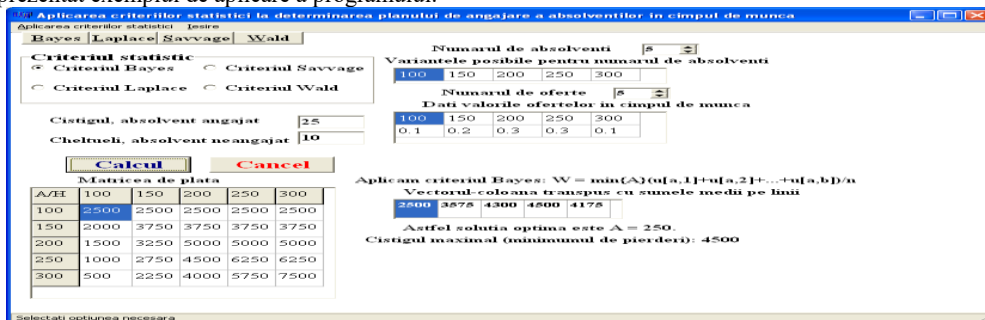 prezentat exemplul de aplicare a programului.
Aplicarea criteriilor statistici la determinarea planului de angajare a absolventilor in cimpul de munca
Aplicarea criteriilor statistici Iesire
Bayes Laplace Savvage Wald
Criteriul statistic
Criteriul Bayes Criteriul Savvage
Criteriul Laplace Criteriul Wald
Cistigul, absolvent angajat 25
Cheltueli, absolvent neangajat 10
Calcul Cancel
Numarul de absolventi 5
Variantele posibile pentru numarul de absolventi
100 150 200 250 300
Numarul de oferte 5
Dati valorile ofertelor in cimpul de munca
100 150 200 250 300
0.1 0.2 0.3 0.3 0.1
Matricea de plata
A/H 100 150 200 250 300
100 2500 2500 2500 2500 2500
150 2000 3750 3750 3750 3750
200 1500 3250 5000 5000 5000
250 1000 2750 4500 6250 6250
300 500 2250 4000 5750 7500
Aplicam criteriul Bayes: W = min{A}(u[a,1]+u[a,2]+...+u[a,b])/n
Vectorul-coloana transpus cu sumele medii pe linii
2500 3575 4300 4500 4175
Astfel solutia optima este A = 250.
Cistigul maximal (minimumul de pierderi): 4500
Selectati optiunea necesara